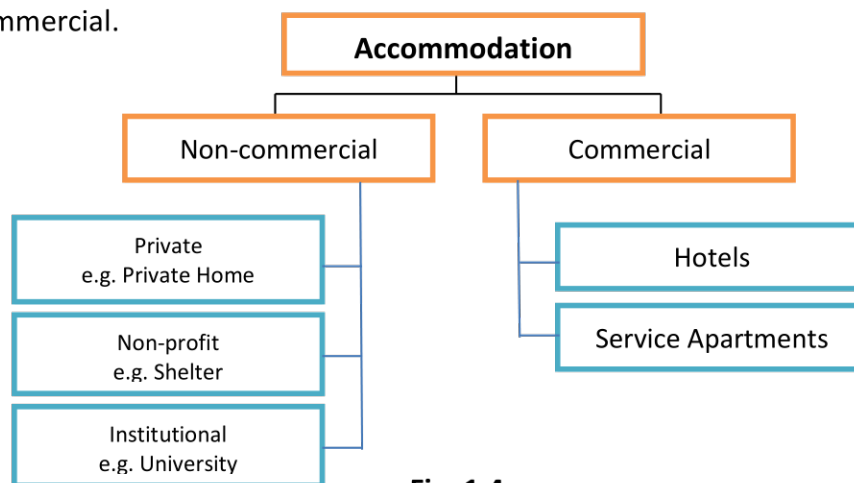 mmercial.
Accommodation
Non-commercial
Commercial
Private
e.g. Private Home
Non-profit
e.g. Shelter
Institutional
e.g. University
Hotels
Service Apartments